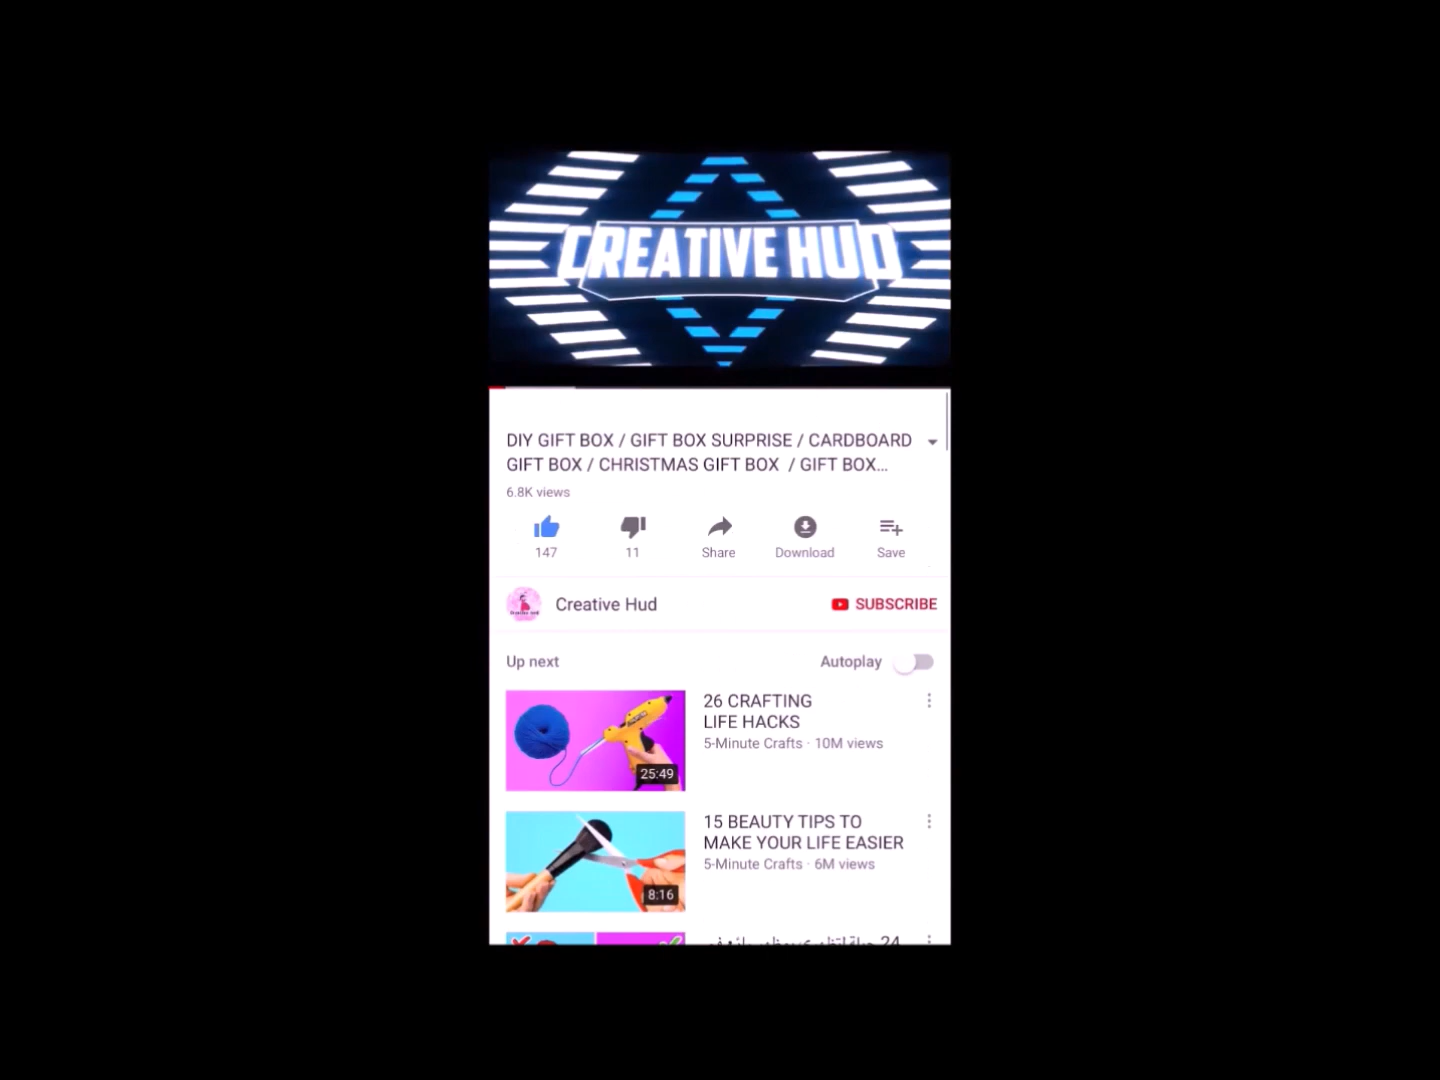 CREATIVE HUD
DIY GIFT BOX / GIFT BOX SURPRISE / CARDBOARD
GIFT BOX / CHRISTMAS GIFT BOX / GIFT BOX...
6.8K views
147
11
Share
Download
Save
Creative Hud
SUBSCRIBE
Up next
Autoplay
26 CRAFTING
LIFE HACKS
5-Minute Crafts · 10M views
25:49
15 BEAUTY TIPS TO
MAKE YOUR LIFE EASIER
5-Minute Crafts · 6M views
8:16
24